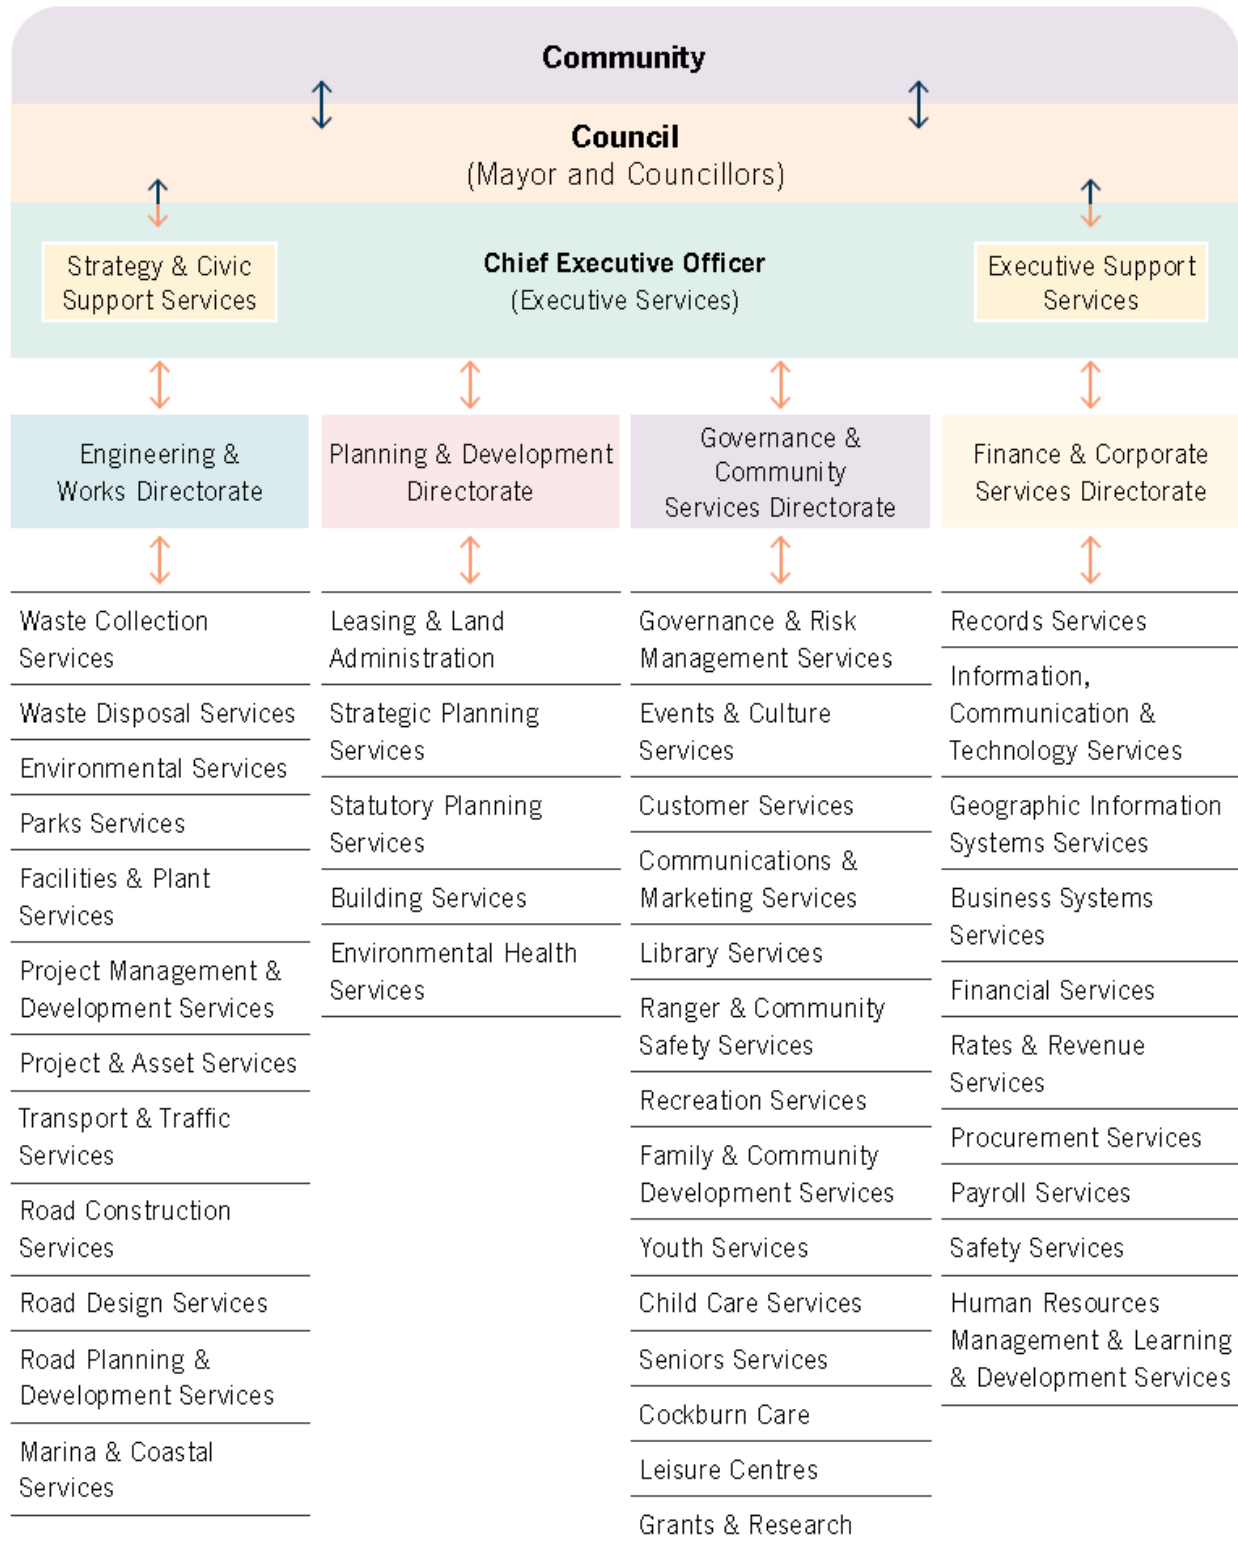 Community
Council
(Mayor and Councillors)
Strategy & Civic
Support Services
Chief Executive Officer
(Executive Services)
Executive Support
Services
Engineering &
Works Directorate
Planning & Development
Directorate
Governance &
Community
Services Directorate
Finance & Corporate
Services Directorate
Waste Collection
Services
Waste Disposal Services
Environmental Services
Parks Services
Facilities & Plant
Services
Project Management &
Development Services
Project & Asset Services
Transport & Traffic
Services
Road Construction
Services
Road Design Services
Road Planning &
Development Services
Marina & Coastal
Services
Leasing & Land
Administration
Strategic Planning
Services
Statutory Planning
Services
Building Services
Environmental Health
Services
Governance & Risk
Management Services
Events & Culture
Services
Customer Services
Communications &
Marketing Services
Library Services
Ranger & Community
Safety Services
Recreation Services
Family & Community
Development Services
Youth Services
Child Care Services
Seniors Services
Cockburn Care
Leisure Centres
Grants & Research
Records Services
Information,
Communication &
Technology Services
Geographic Information
Systems Services
Business Systems
Services
Financial Services
Rates & Revenue
Services
Procurement Services
Payroll Services
Safety Services
Human Resources
Management & Learning
& Development Services